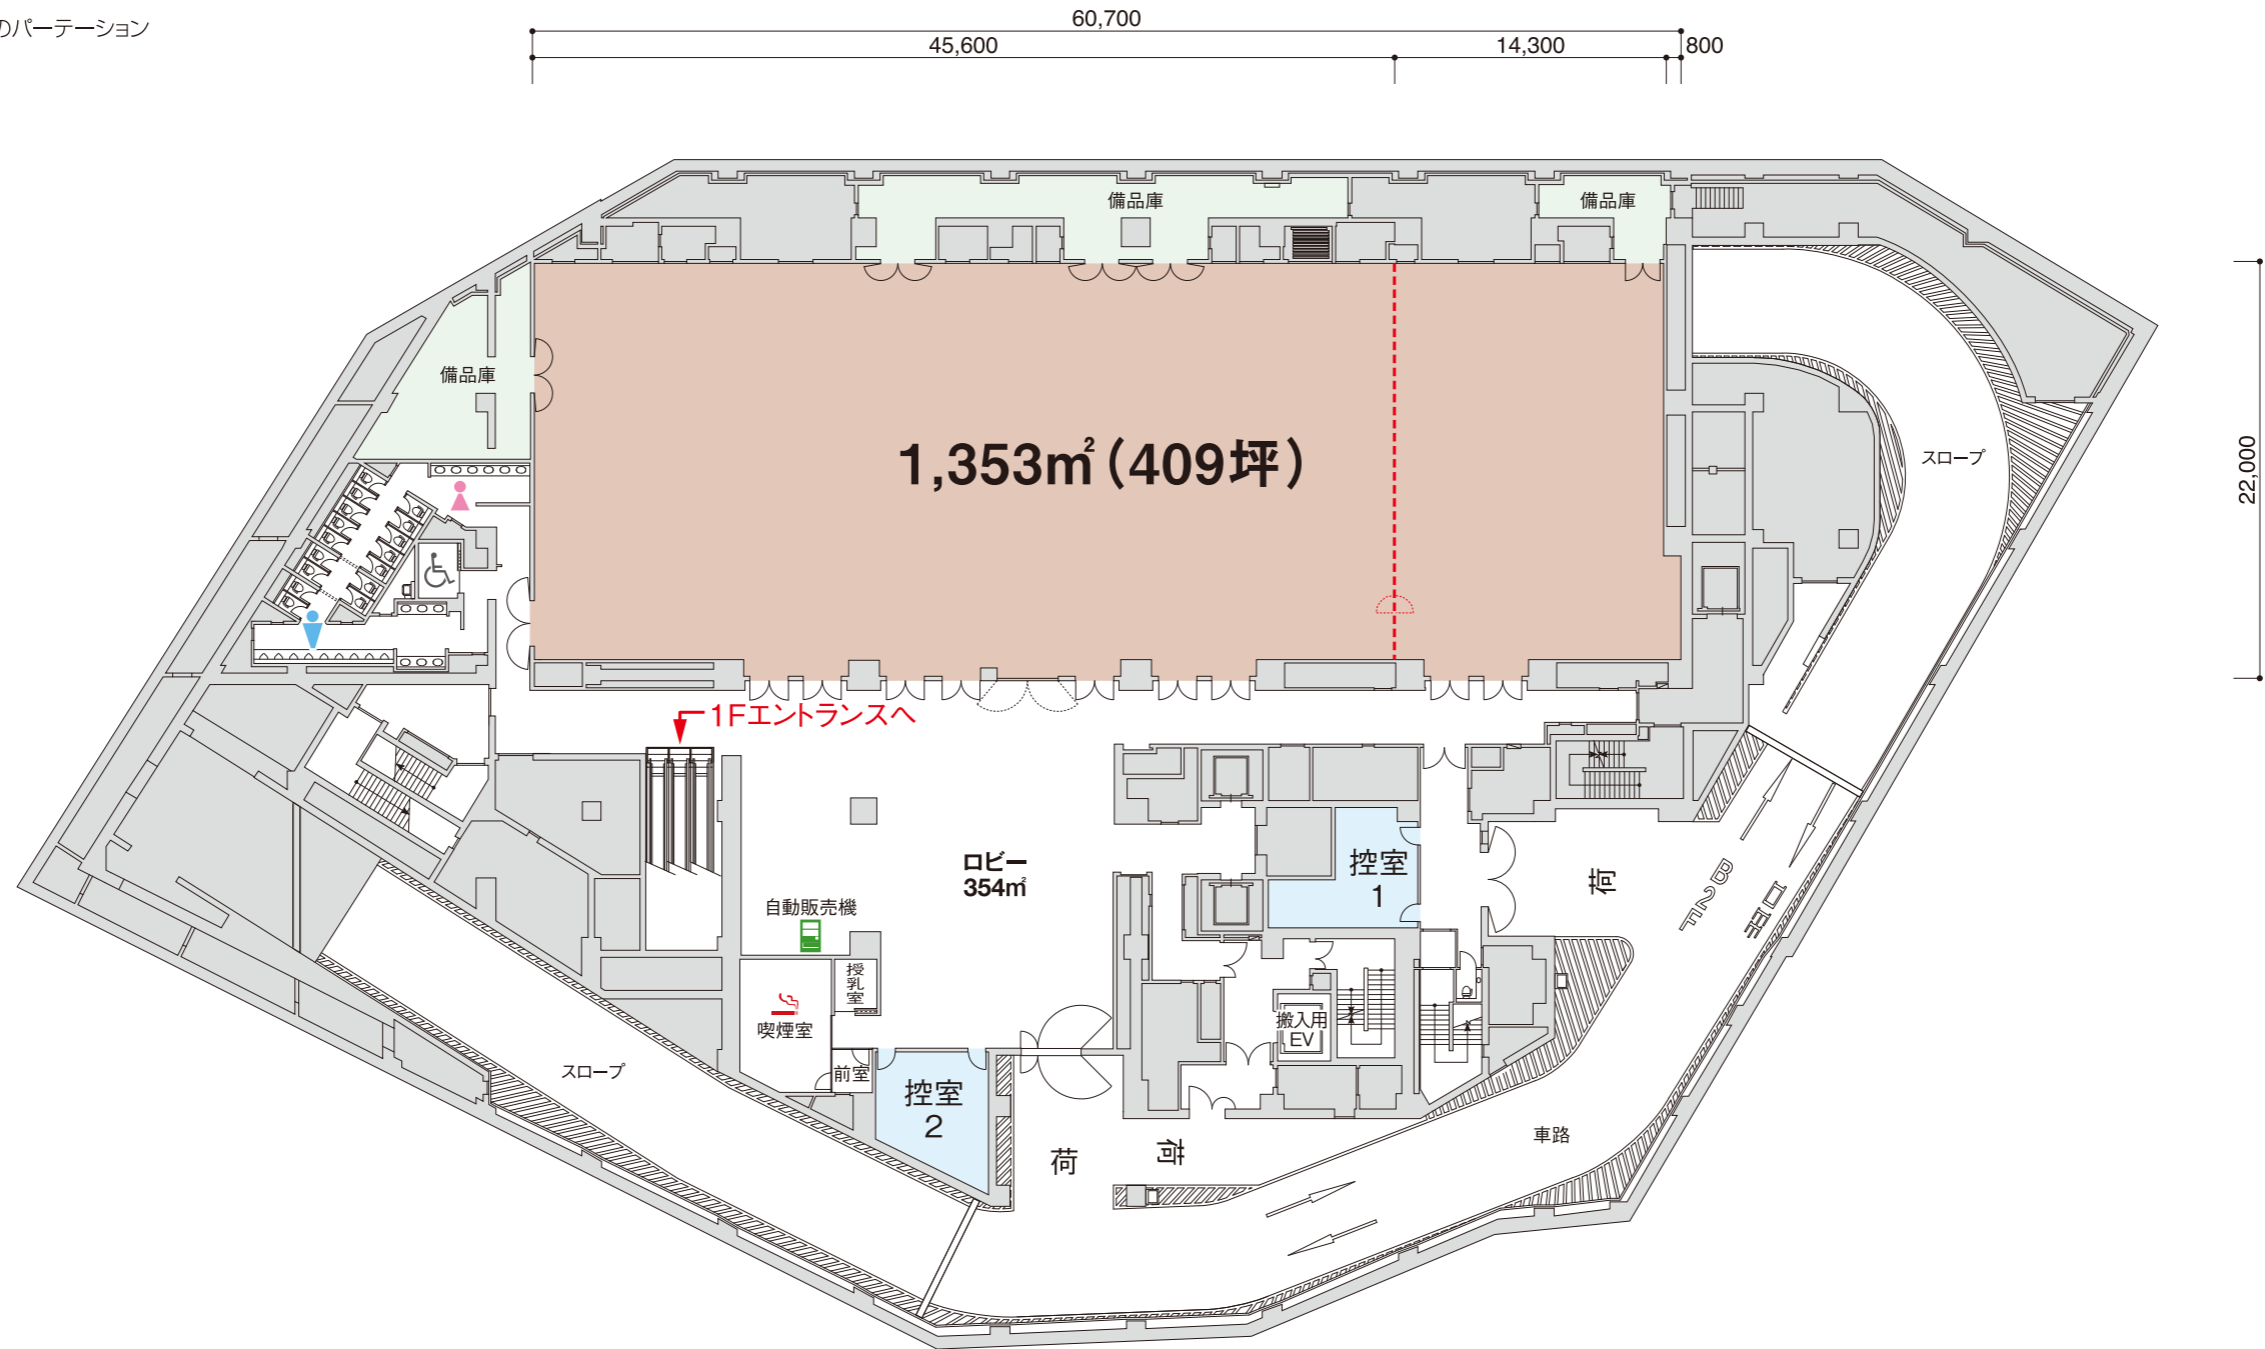 のパーテーション
60,700
45,600
14,300
800
備品庫
備品庫
備品庫
22,000
1,353㎡（409坪）
スロープ
1Fエントランスへ
ロビー
354㎡
控室
1
荷
B2F
自動販売機
授乳室
喫煙室
前室
搬入用
EV
控室
2
スロープ
荷
荷
車路